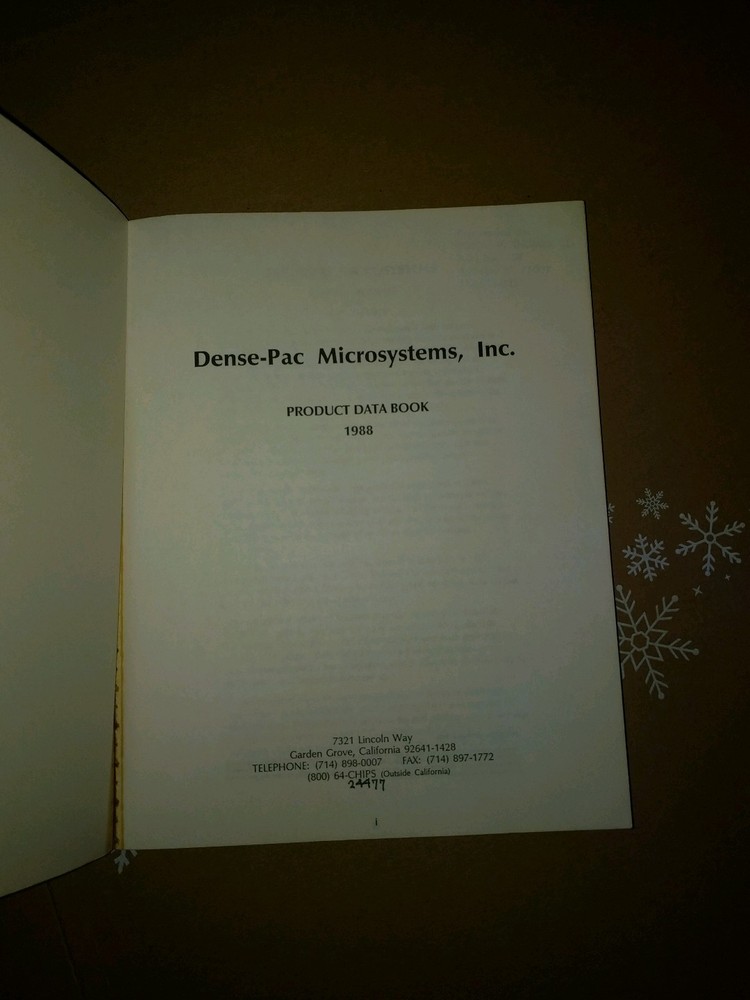 Dense-Pac Microsystems, Inc.
PRODUCT DATA BOOK
1988
7321 Lincoln Way
Garden Grove, California 92641-1428
TELEPHONE: (714) 898-0007 FAX: (714) 897-1772
(800) 64-CHIPS (Outside California)
24477